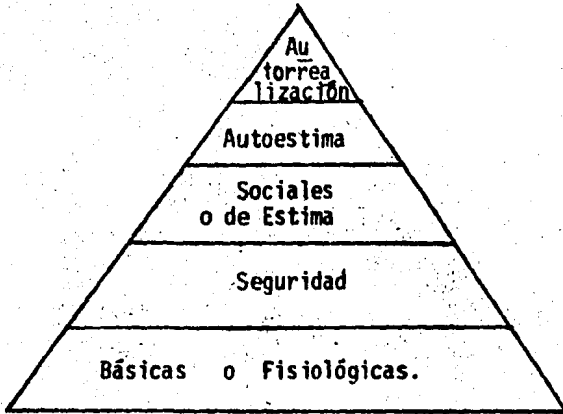 Au
torrea
lización
Autoestima
Sociales
o de Estima
Seguridad
Básicas o Fisiológicas.